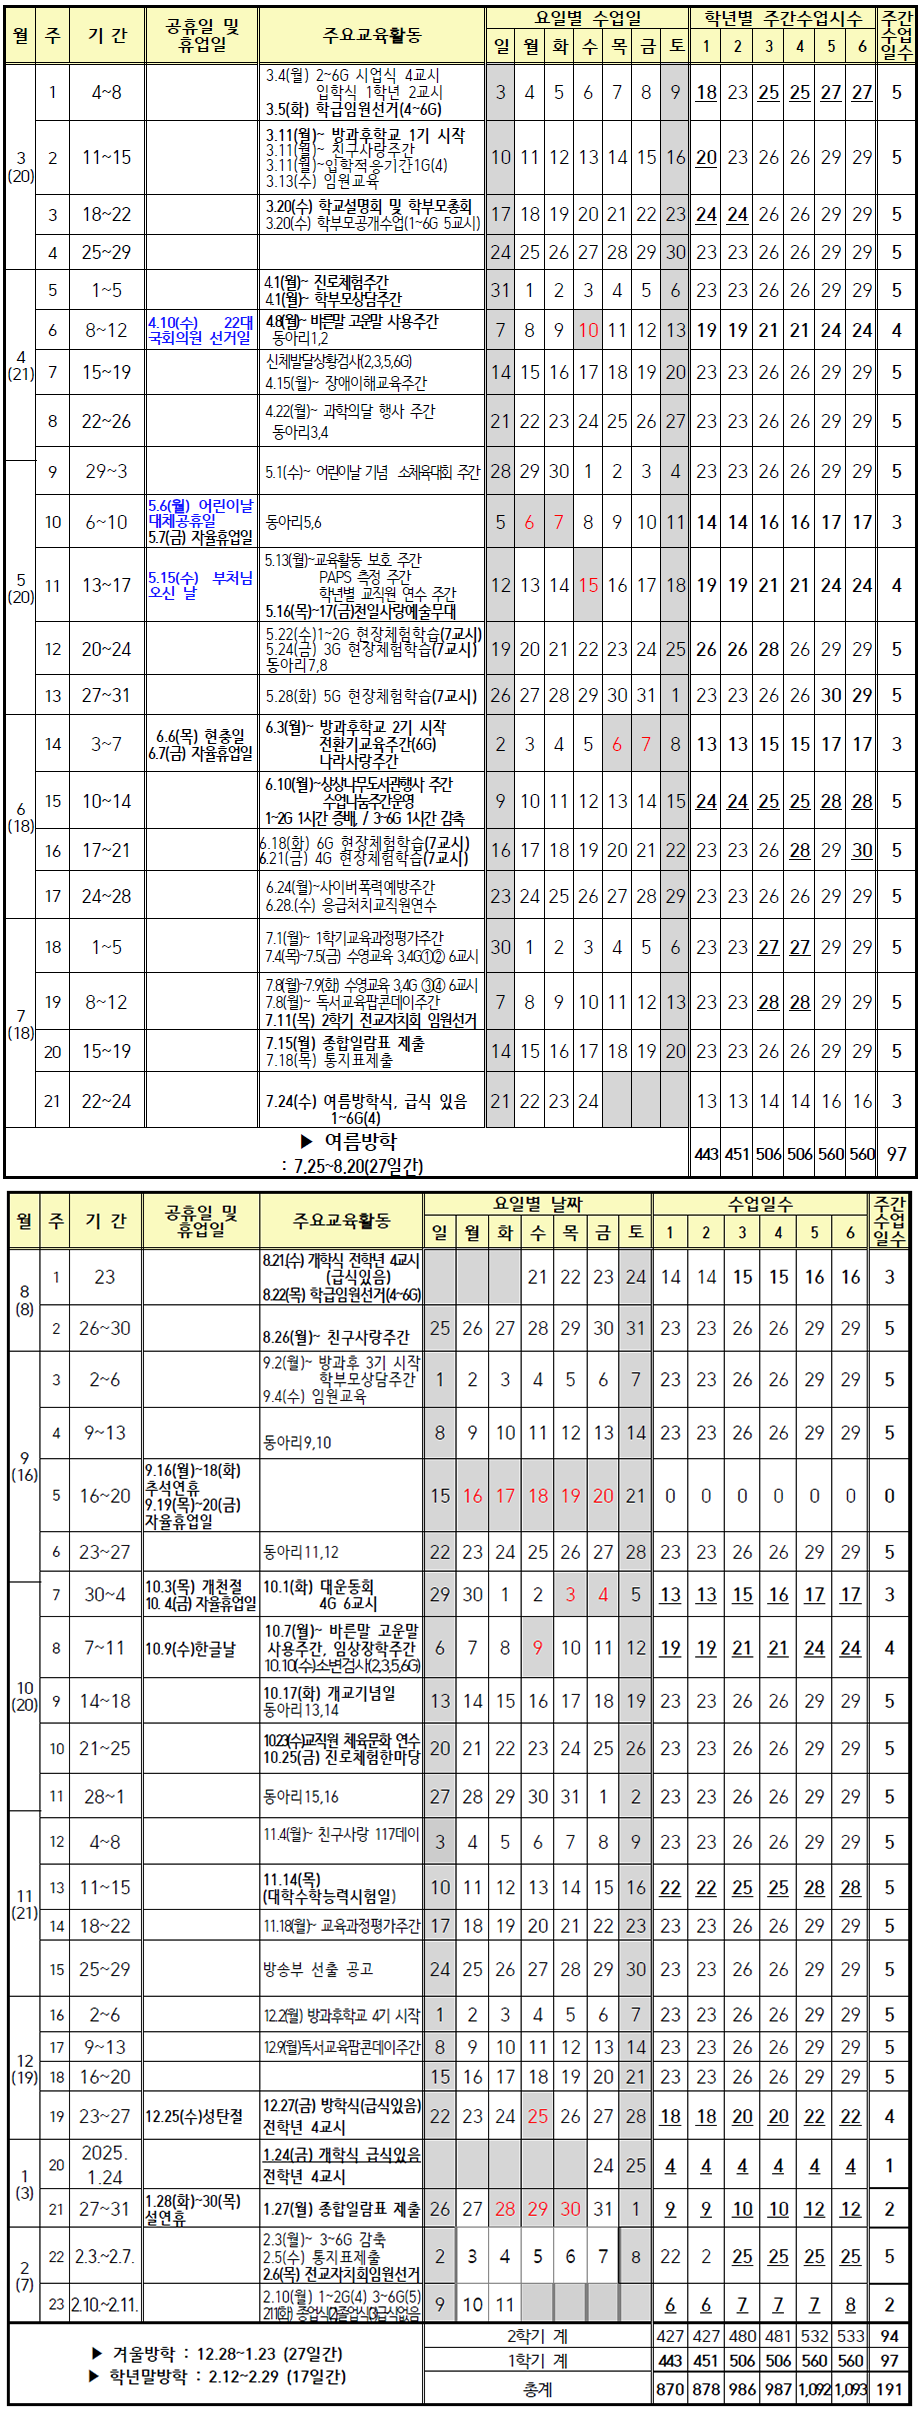 월 주 기 간 공휴일 및 휴업일 주요교육활동 요일별 수업일 학년별 주간수업시수 주간수업일수
일 월 화 수 목 금 토 1 2 3 4 5 6
3 (20)
1 4~8 3.4(월) 2~6G 시업식 4교시 3 4 5 6 7 8 9 18 23 25 25 27 27 5
입학식 1학년 2교시
3.5(화) 학급임원선거(4~6G)
2 11~15 3.11(월)~ 방과후학교 1기 시작 10 11 12 13 14 15 16 20 23 26 26 29 29 5
3.11(월)~ 친구사랑주간
3.11(월)~입학적응기간1G(4)
3.13(수) 임원교육
3 18~22 3.20(수) 학교설명회 및 학부모총회 17 18 19 20 21 22 23 24 24 26 26 29 29 5
3.20(수) 학부모공개수업(1~6G 5교시)
4 25~29 24 25 26 27 28 29 30 23 23 26 26 29 29 5
4 (21)
5 1~5 4.1(월)~ 진로체험주간 31 1 2 3 4 5 6 23 23 26 26 29 29 5
4.1(월)~ 학부모상담주간
6 8~12 4.10(수) 22대 국회의원 선거일 4.8(월)~ 바른말 고운말 사용주간 7 8 9 10 11 12 13 19 19 21 21 24 24 4
동아리1,2
7 15~19 신체발달상황검사(2,3,5,6G) 14 15 16 17 18 19 20 23 23 26 26 29 29 5
4.15(월)~ 장애이해교육주간
8 22~26 4.22(월)~ 과학의달 행사 주간 21 22 23 24 25 26 27 23 23 26 26 29 29 5
동아리3,4
5 (20)
9 29~3 5.1(수)~ 어린이날 기념 소체육대회 주간 28 29 30 1 2 3 4 23 23 26 26 29 29 5
10 6~10 5.6(월) 어린이날 대체공휴일 5.7(금) 자율휴업일 동아리5,6 5 6 7 8 9 10 11 14 14 16 16 17 17 3
11 13~17 5.15(수) 부처님 오신 날 5.13(월)~교육활동 보호 주간 12 13 14 15 16 17 18 19 19 21 21 24 24 4
PAPS 측정 주간
학년별 교직원 연수 주간
5.16(목)~17(금)천일사랑예술무대
12 20~24 5.22(수)1~2G 현장체험학습(7교시) 19 20 21 22 23 24 25 26 26 28 26 29 29 5
5.24(금) 3G 현장체험학습(7교시)
동아리7,8
13 27~31 5.28(화) 5G 현장체험학습(7교시) 26 27 28 29 30 31 1 23 23 26 26 30 29 5
6 (18)
14 3~7 6.6(목) 현충일 6.7(금) 자율휴업일 6.3(월)~ 방과후학교 2기 시작 2 3 4 5 6 7 8 13 13 15 15 17 17 3
전환기교육주간(6G)
나라사랑주간
15 10~14 6.10(월)~상상나무도서관행사 주간 9 10 11 12 13 14 15 24 24 25 25 28 28 5
수업나눔주간운영
1~2G 1시간 증배, / 3~6G 1시간 감축
16 17~21 6.18(화) 6G 현장체험학습(7교시) 16 17 18 19 20 21 22 23 23 26 28 29 30 5
6.21(금) 4G 현장체험학습(7교시)
17 24~28 6.24(월)~사이버폭력예방주간 23 24 25 26 27 28 29 23 23 26 26 29 29 5
6.28.(수) 응급처치교직원연수
7 (18)
18 1~5 7.1(월)~ 1학기교육과정평가주간 30 1 2 3 4 5 6 23 23 27 27 29 29 5
7.4(목)~7.5(금) 수영교육 3,4G①② 6교시
19 8~12 7.8(월)~7.9(화) 수영교육 3,4G ③④ 6교시 7 8 9 10 11 12 13 23 23 28 28 29 29 5
7.8(월)~ 독서교육팝콘데이주간
7.11(목) 2학기 전교자치회 임원선거
20 15~19 7.15(월) 종합일람표 제출 14 15 16 17 18 19 20 23 23 26 26 29 29 5
7.18(목) 통지표제출
21 22~24 7.24(수) 여름방학식, 급식 있음 21 22 23 24 13 13 14 14 16 16 3
1~6G(4)
▶ 여름방학 443 451 506 506 560 560 97
: 7.25~8.20(27일간)
월 주 기 간 공휴일 및 휴업일 주요교육활동 요일별 날짜 수업일수 주간수업일수
일 월 화 수 목 금 토 1 2 3 4 5 6
8 (8)
1 23 8.21(수) 개학식 전학년 4교시 21 22 23 24 14 14 15 15 16 16 3
(급식있음)
8.22(목) 학급임원선거(4~6G)
2 26~30 8.26(월)~ 친구사랑주간 25 26 27 28 29 30 31 23 23 26 26 29 29 5
9 (16)
3 2~6 9.2(월)~ 방과후 3기 시작 1 2 3 4 5 6 7 23 23 26 26 29 29 5
학부모상담주간
9.4(수) 임원교육
4 9~13 동아리9,10 8 9 10 11 12 13 14 23 23 26 26 29 29 5
5 16~20 9.16(월)~18(화) 추석연휴 9.19(목)~20(금) 자율휴업일 15 16 17 18 19 20 21 0 0 0 0 0 0 0
6 23~27 동아리11,12 22 23 24 25 26 27 28 23 23 26 26 29 29 5
10 (20)
7 30~4 10.3(목) 개천절 10. 4(금) 자율휴업일 10.1(화) 대운동회 29 30 1 2 3 4 5 13 13 15 16 17 17 3
4G 6교시
8 7~11 10.9(수)한글날 10.7(월)~ 바른말 고운말 6 7 8 9 10 11 12 19 19 21 21 24 24 4
사용주간, 임상장학주간
10.10(수)소변검사(2,3,5,6G)
9 14~18 10.17(화) 개교기념일 13 14 15 16 17 18 19 23 23 26 26 29 29 5
동아리13,14
10 21~25 10.23(수)교직원 체육문화 연수 20 21 22 23 24 25 26 23 23 26 26 29 29 5
10.25(금) 진로체험한마당
11 28~1 동아리15,16 27 28 29 30 31 1 2 23 23 26 26 29 29 5
11 (21)
12 4~8 11.4(월)~ 친구사랑 117데이 3 4 5 6 7 8 9 23 23 26 26 29 29 5
13 11~15 11.14(목) 10 11 12 13 14 15 16 22 22 25 25 28 28 5
(대학수학능력시험일)
14 18~22 11.18(월)~ 교육과정평가주간 17 18 19 20 21 22 23 23 23 26 26 29 29 5
15 25~29 방송부 선출 공고 24 25 26 27 28 29 30 23 23 26 26 29 29 5
12 (19)
16 2~6 12.2(월) 방과후학교 4기 시작 1 2 3 4 5 6 7 23 23 26 26 29 29 5
17 9~13 12.9(월)독서교육팝콘데이주간 8 9 10 11 12 13 14 23 23 26 26 29 29 5
18 16~20 15 16 17 18 19 20 21 23 23 26 26 29 29 5
19 23~27 12.25(수)성탄절 12.27(금) 방학식(급식있음) 22 23 24 25 26 27 28 18 18 20 20 22 22 4
전학년 4교시
1 (3)
20 2025. 1.24 1.24(금) 개학식 급식있음 24 25 4 4 4 4 4 4 1
전학년 4교시
21 27~31 1.28(화)~30(목) 설연휴 1.27(월) 종합일람표 제출 26 27 28 29 30 31 1 9 9 10 10 12 12 2
2 (7)
22 2.3.~2.7. 2.3(월)~ 3~6G 감축 2 3 4 5 6 7 8 22 2 25 25 25 25 5
2.5(수) 통지표제출
2.6(목) 전교자치회임원선거
23 2.10.~2.11. 2.10(월) 1~2G(4) 3~6G(5) 9 10 11 6 6 7 7 7 8 2
2.11(화) 종업식(2)졸업식(3)급식없음
▶ 겨울방학 : 12.28~1.23 (27일간)
▶ 학년말방학 : 2.12~2.29 (17일간)
2학기 계 427 427 480 481 532 533 94
1학기 계 443 451 506 506 560 560 97
총계 870 878 986 987 1,092 1,093 191